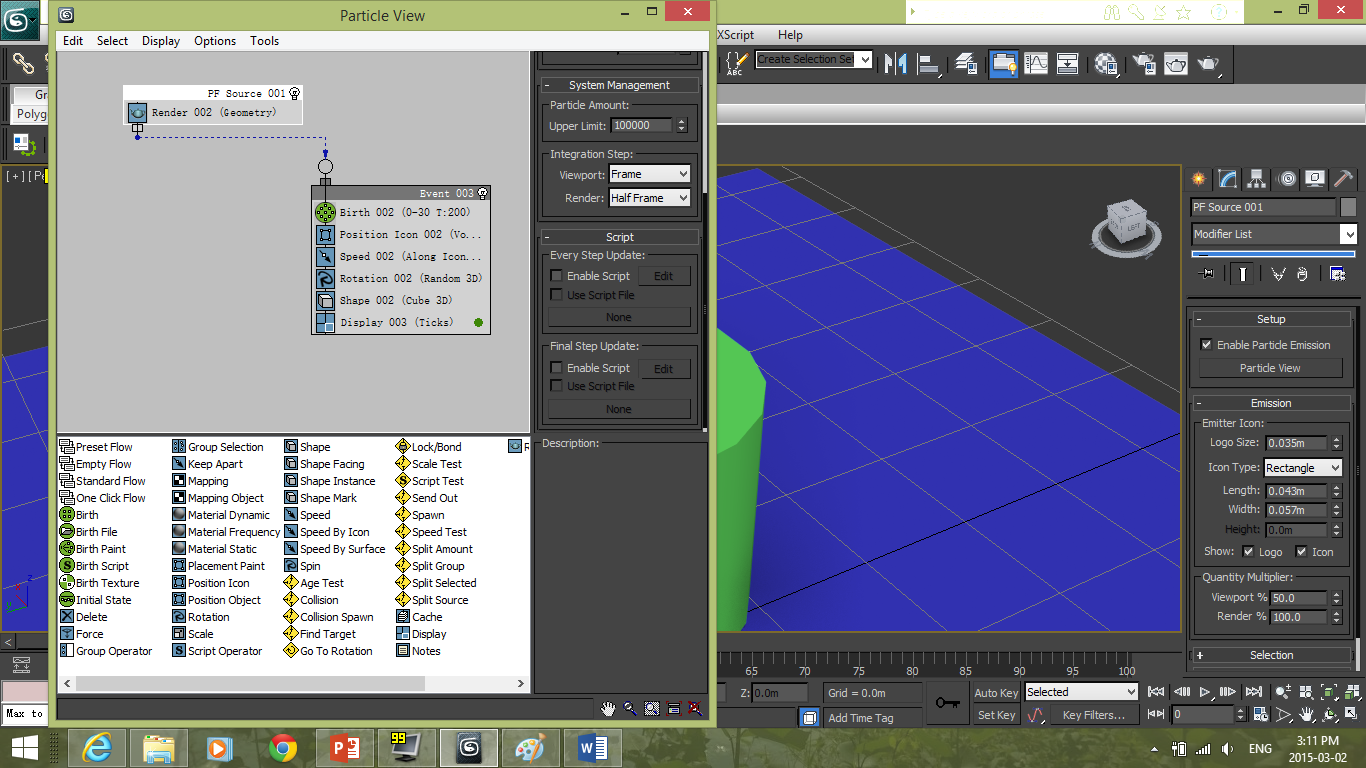 Particle View
Edit Select Display Options Tools
PF Source 001
Render 002 (Geometry)
Event 003
Birth 002 (0-30 T:200)
Position Icon 002 (Vo...
Speed 002 (Along Icon...
Rotation 002 (Random 3D)
Shape 002 (Cube 3D)
Display 003 (Ticks)
- System Management
Particle Amount:
Upper Limit: 100000
Integration Step:
Viewport: Frame
Render: Half Frame
- Script
Every Step Update:
Enable Script Edit
Use Script File
None
Final Step Update:
Enable Script Edit
Use Script File
None
Description:
Preset Flow Group Selection Shape Lock/Bond
Empty Flow Keep Apart Shape Facing Scale Test
Standard Flow Mapping Shape Instance Script Test
One Click Flow Mapping Object Shape Mark Send Out
Birth Material Dynamic Speed Spawn
Birth File Material Frequency Speed By Icon Speed Test
Birth Paint Material Static Speed By Surface Split Amount
Birth Script Placement Paint Spin Split Group
Birth Texture Position Icon Age Test Split Selected
Initial State Position Object Collision Split Source
Delete Rotation Collision Spawn Cache
Force Scale Find Target Display
Group Operator Script Operator Go To Rotation Notes
XScript Help
ABC
Create Selection Set
Gr
Polyg
[+] [Pe
LEFT
PF Source 001
Modifier List
- Setup
Enable Particle Emission
Particle View
- Emission
Emitter Icon:
Logo Size: 0.035m
Icon Type: Rectangle
Length: 0.043m
Width: 0.057m
Height: 0.0m
Show: Logo Icon
Quantity Multiplier:
Viewport % 50.0
Render % 100.0
+ Selection
z
y
65 70 75 80 85 90 95 100
Z: 0.0m
Grid = 0.0m
Add Time Tag
Auto Key Selected
Set Key Key Filters...
0
Max to
99
ENG
3:11 PM
2015-03-02